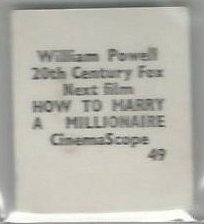 William Powell
20th Century Fox
Next film
HOW TO MARRY
A MILLIONAIRE
CinemaScope
49